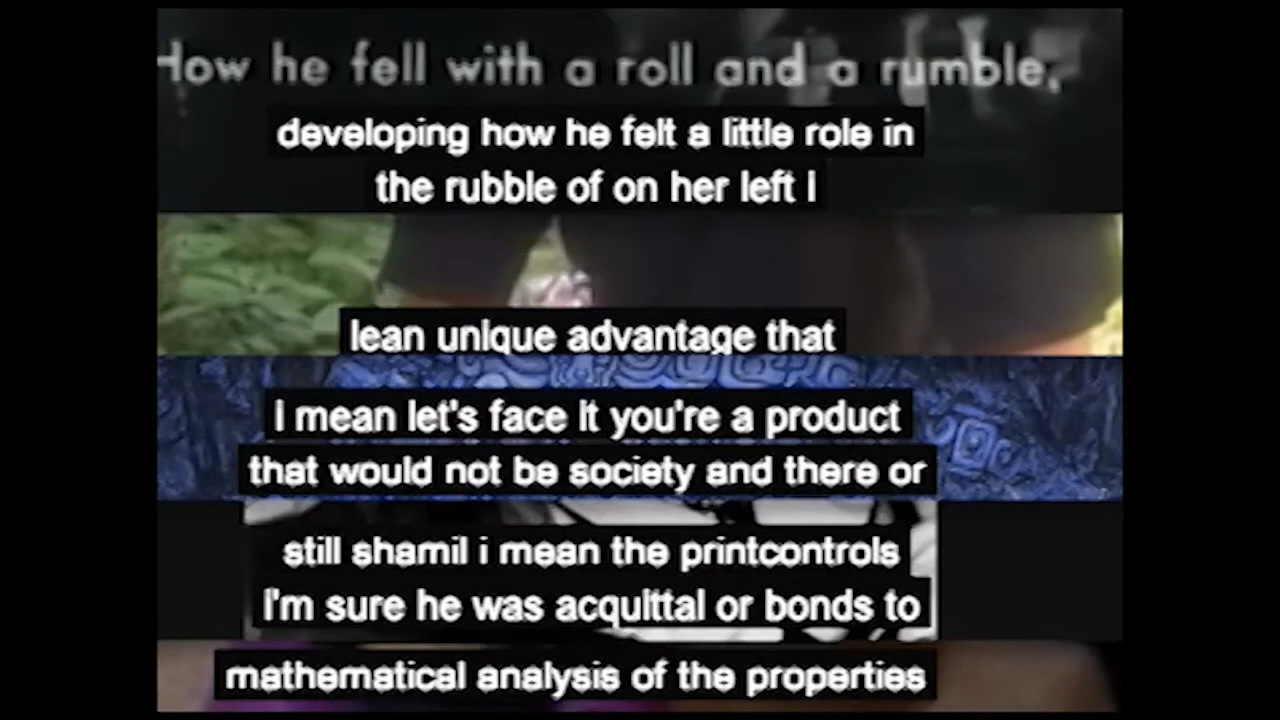 How he fell with a roll and a rumble,
developing how he felt a little role in
the rubble of on her left I
lean unique advantage that
I mean let's face it you're a product
that would not be society and there or
still shamil i mean the printcontrols
I'm sure he was acquittal or bonds to
mathematical analysis of the properties